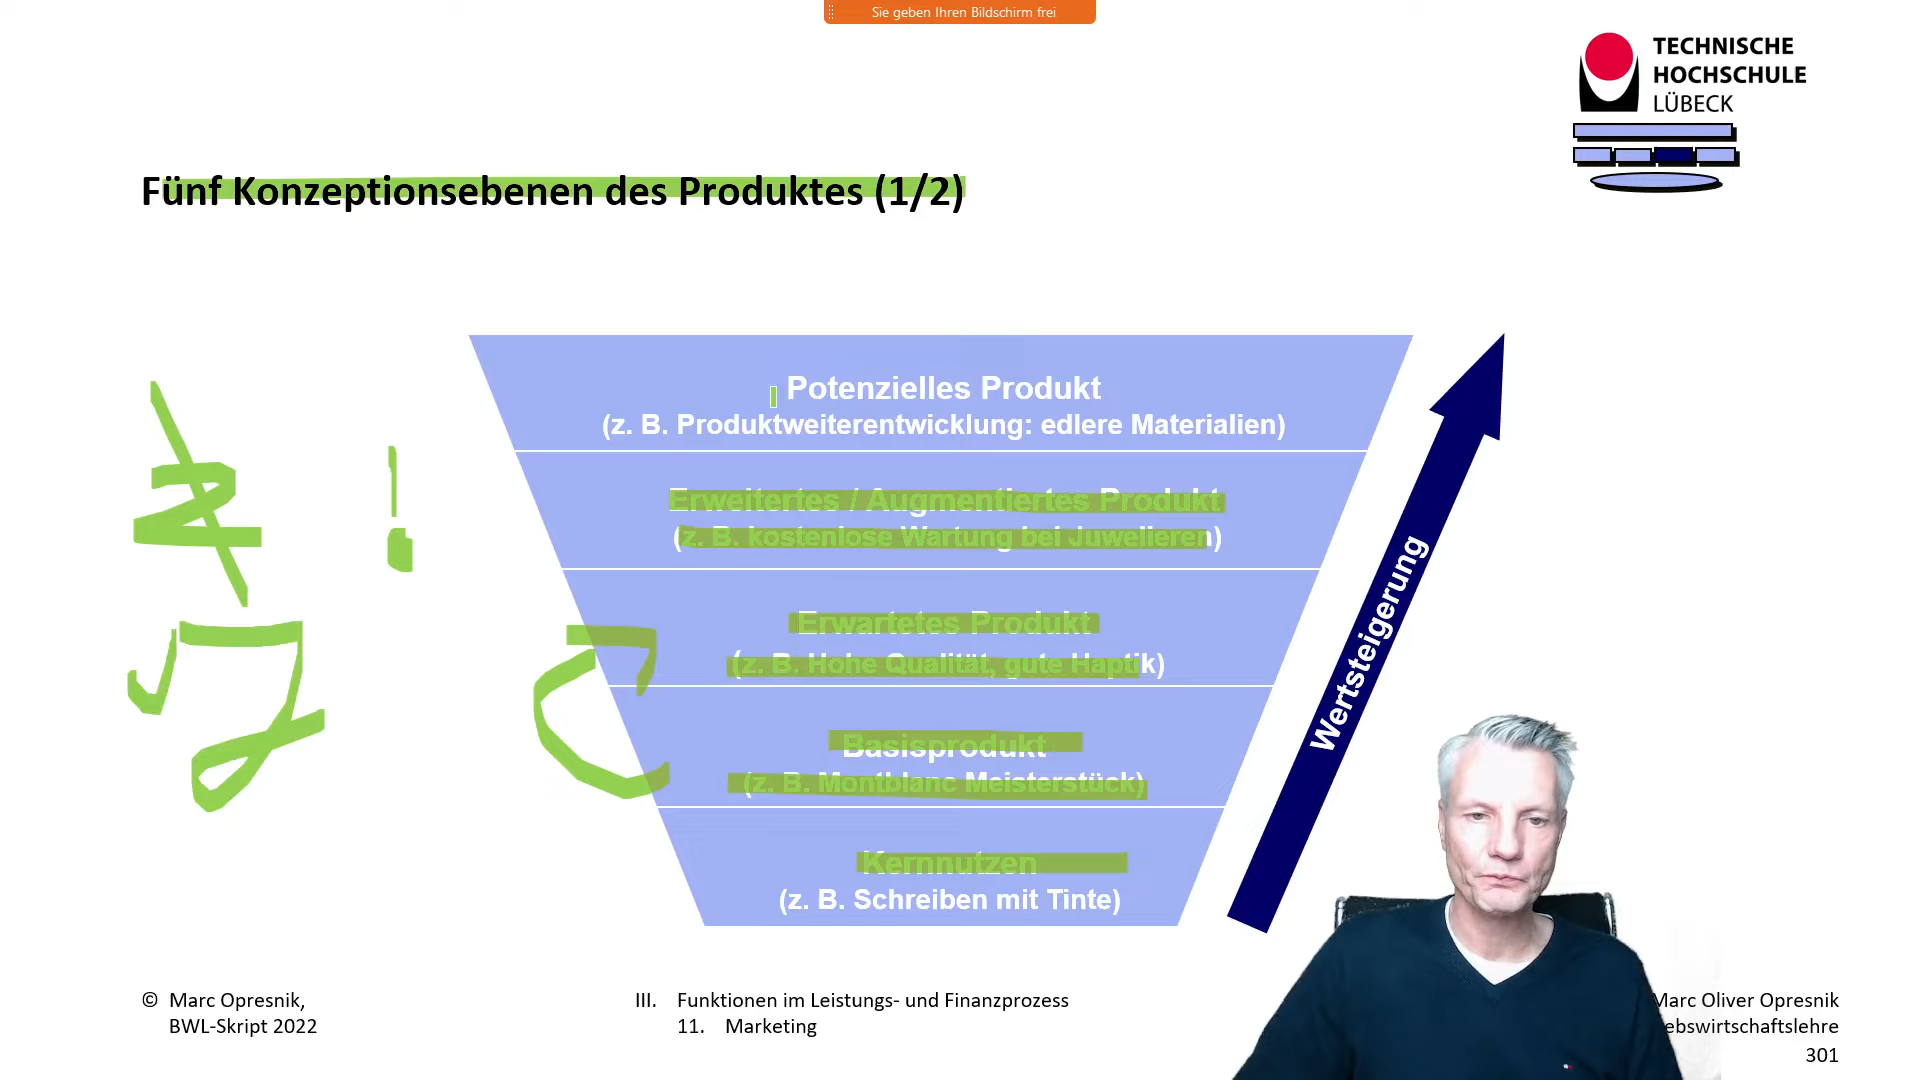 Sie geben Ihren Bildschirm frei
TECHNISCHE
HOCHSCHULE
LÜBECK
Fünf Konzeptionsebenen des Produktes (1/2)
Potenzielles Produkt
(z. B. Produktweiterentwicklung: edlere Materialien)
Erweitertes / Augmentiertes Produkt
(z. B. kostenlose Wartung bei Juwelieren)
Erwartetes Produkt
(z. B. Hohe Qualität, gute Haptik)
Basisprodukt
(z. B. Montblanc Meisterstück)
Kernnutzen
(z. B. Schreiben mit Tinte)
Wertsteigerung
© Marc Opresnik,
BWL-Skript 2022
III. Funktionen im Leistungs- und Finanzprozess
11. Marketing
Marc Oliver Opresnik
ebswirtschaftslehre
301